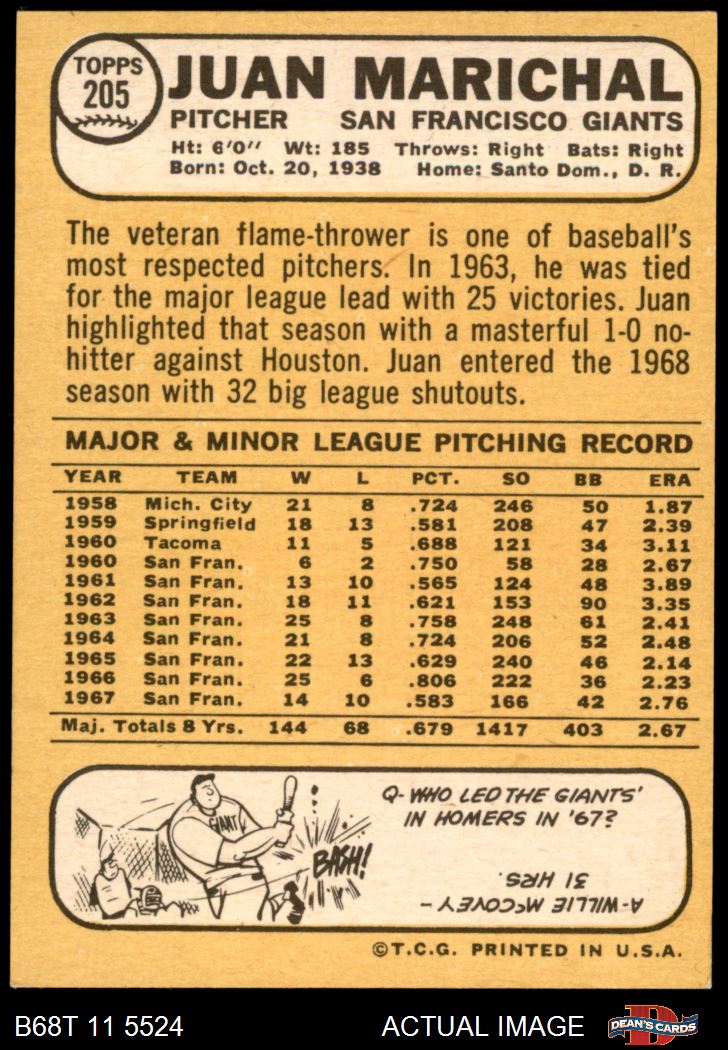 TOPPS
205
JUAN MARICHAL
PITCHER SAN FRANCISCO GIANTS
Ht: 6'0" Wt: 185 Throws: Right Bats: Right
Born: Oct. 20, 1938 Home: Santo Dom., D. R.
The veteran flame-thrower is one of baseball's
most respected pitchers. In 1963, he was tied
for the major league lead with 25 victories. Juan
highlighted that season with a masterful 1-0 no-
hitter against Houston. Juan entered the 1968
season with 32 big league shutouts.
MAJOR & MINOR LEAGUE PITCHING RECORD
YEAR TEAM W L PCT. SO BB ERA
1958 Mich. City 21 8 .724 246 50 1.87
1959 Springfield 18 13 .581 208 47 2.39
1960 Tacoma 11 5 .688 121 34 3.11
1960 San Fran. 6 2 .750 58 28 2.67
1961 San Fran. 13 10 .565 124 48 3.89
1962 San Fran. 18 11 .621 153 90 3.35
1963 San Fran. 25 8 .758 248 61 2.41
1964 San Fran. 21 8 .724 206 52 2.48
1965 San Fran. 22 13 .629 240 46 2.14
1966 San Fran. 25 6 .806 222 36 2.23
1967 San Fran. 14 10 .583 166 42 2.76
Maj. Totals 8 Yrs. 144 68 .679 1417 403 2.67
GIANT
BASH!
Q-WHO LED THE GIANTS'
IN HOMERS IN '67?
A-WILLIE McCOVEY -
31 HRS.
©T.C.G. PRINTED IN U.S.A.
B68T 11 5524 ACTUAL IMAGE
D
DEAN'S CARDS